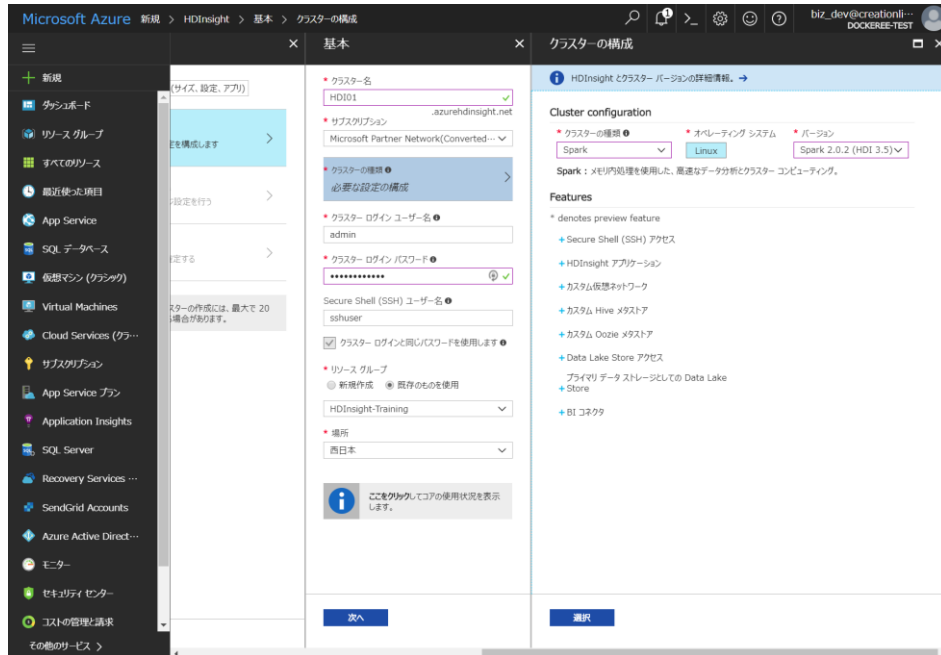 Microsoft Azure 新規 > HDInsight > 基本 > クラスターの構成
1
biz_dev@creationli…
DOCKEREE-TEST
新規
ダッシュボード
リソース グループ
すべてのリソース
最近使った項目
App Service
SQL データベース
仮想マシン (クラシック)
Virtual Machines
Cloud Services (クラ…
サブスクリプション
App Service プラン
Application Insights
SQL Server
Recovery Services …
SendGrid Accounts
Azure Active Direct…
モニター
セキュリティ センター
コストの管理と請求
その他のサービス >
(サイズ、設定、アプリ)
を構成します
設定を行う
定する
スターの作成には、最大で 20
場合があります。
基本
* クラスター名
HDI01
.azurehdinsight.net
* サブスクリプション
Microsoft Partner Network(Converted…
* クラスターの種類
必要な設定の構成
* クラスター ログイン ユーザー名
admin
* クラスター ログイン パスワード
••••••••••••
Secure Shell (SSH) ユーザー名
sshuser
クラスター ログインと同じパスワードを使用します
* リソース グループ
新規作成 既存のものを使用
HDInsight-Training
* 場所
西日本
ここをクリックしてコアの使用状況を表示
します。
次へ
クラスターの構成
HDInsight とクラスター バージョンの詳細情報。 →
Cluster configuration
* クラスターの種類 * オペレーティング システム * バージョン
Spark Linux Spark 2.0.2 (HDI 3.5)
Spark : メモリ内処理を使用した、高速なデータ分析とクラスター コンピューティング。
Features
* denotes preview feature
+ Secure Shell (SSH) アクセス
+ HDInsight アプリケーション
+ カスタム仮想ネットワーク
+ カスタム Hive メタストア
+ カスタム Oozie メタストア
+ Data Lake Store アクセス
プライマリ データ ストレージとしての Data Lake
+ Store
+ BI コネクタ
選択